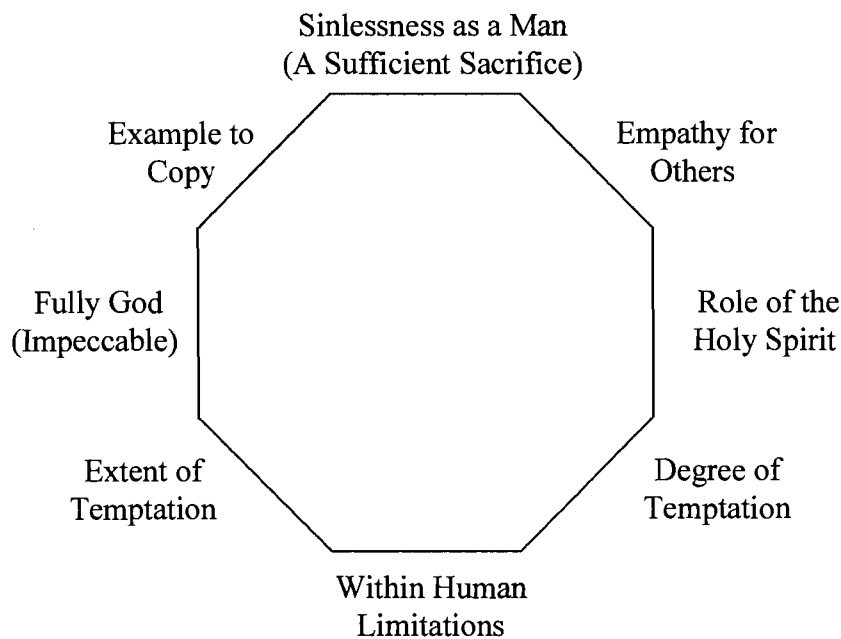 Sinlessness as a Man
(A Sufficient Sacrifice)
Example to
Copy
Empathy for
Others
Fully God
(Impeccable)
Role of the
Holy Spirit
Extent of
Temptation
Degree of
Temptation
Within Human
Limitations